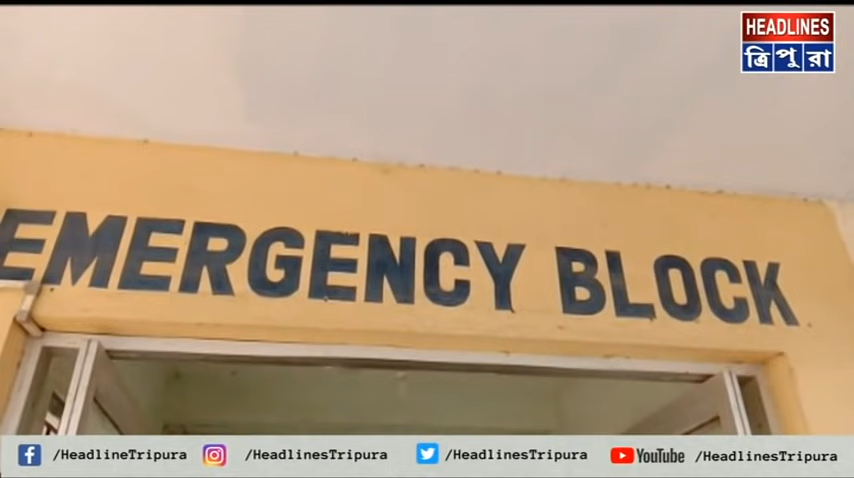 HEADLINES
ত্রিপুরা
EMERGENCY BLOCK
/HeadlineTripura /HeadlinesTripura /HeadlinesTripura YouTube /HeadlinesTripura